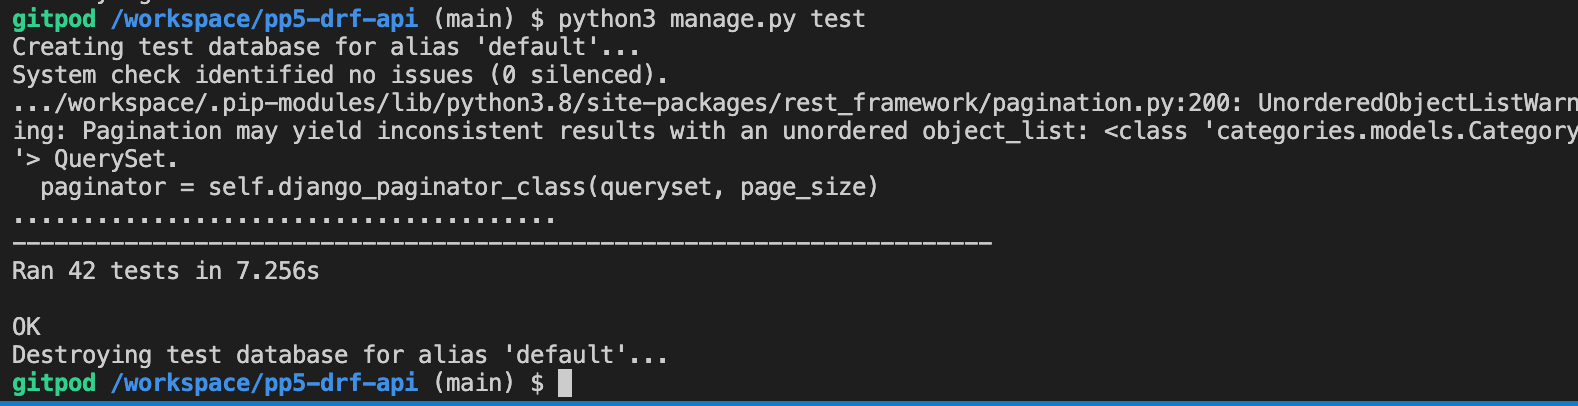 gitpod /workspace/pp5-drf-api (main) $ python3 manage.py test
Creating test database for alias 'default'...
System check identified no issues (0 silenced).
.../workspace/.pip-modules/lib/python3.8/site-packages/rest_framework/pagination.py:200: UnorderedObjectListWarn
ing: Pagination may yield inconsistent results with an unordered object_list: <class 'categories.models.Category
'> QuerySet.
  paginator = self.django_paginator_class(queryset, page_size)
.......................................
----------------------------------------------------------------------
Ran 42 tests in 7.256s

OK
Destroying test database for alias 'default'...
gitpod /workspace/pp5-drf-api (main) $